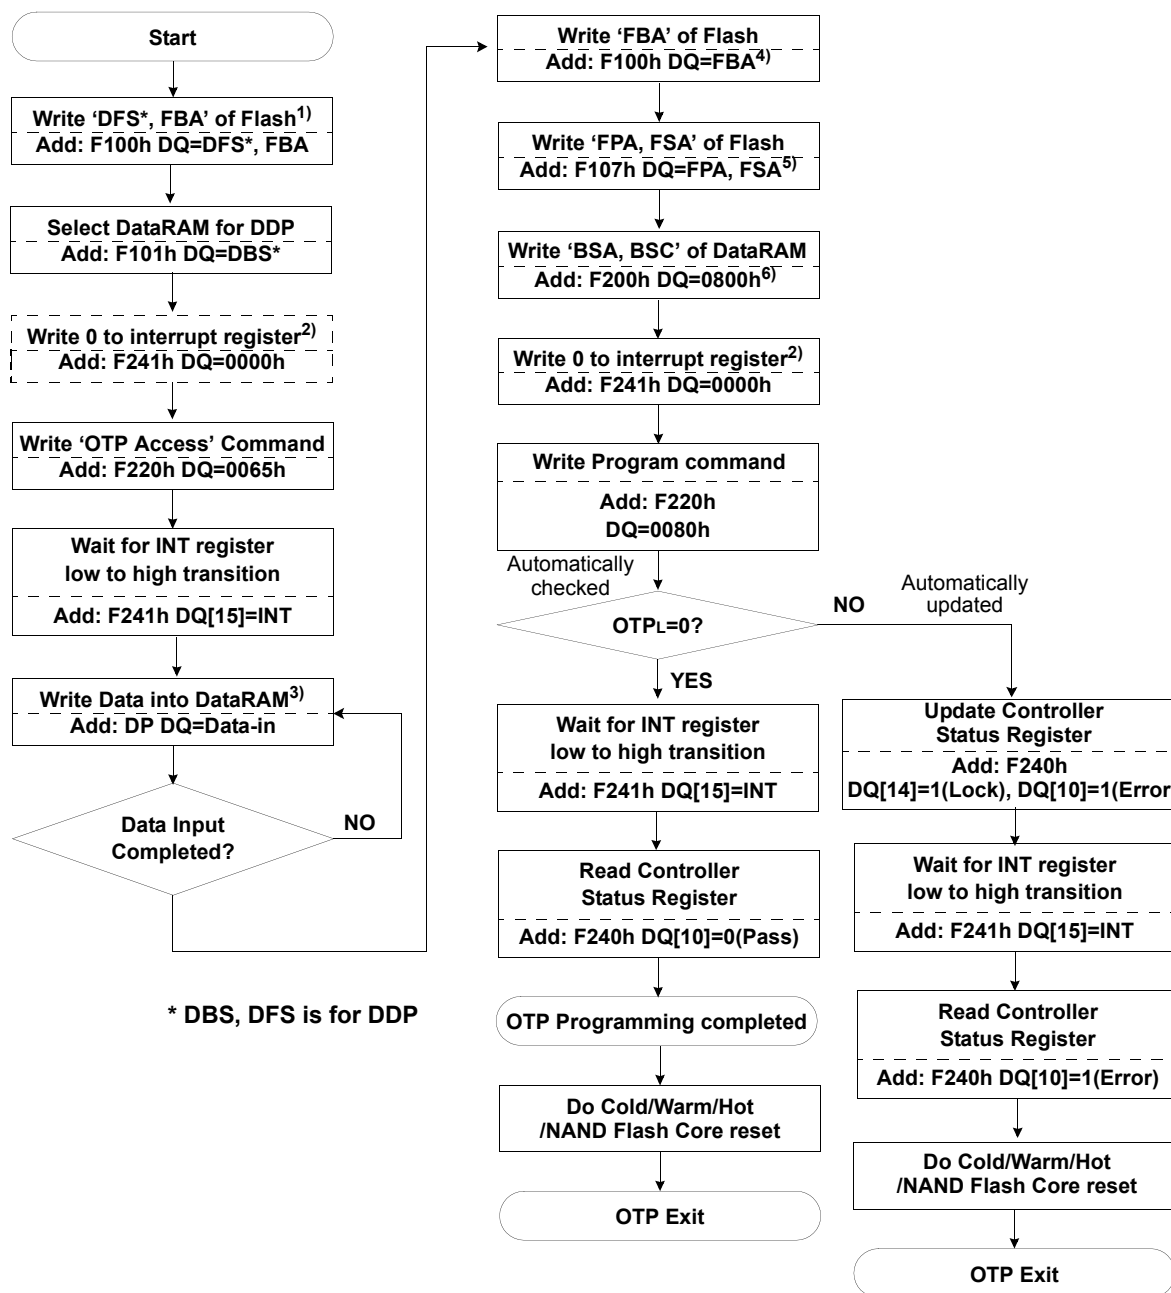 Start
Write ‘DFS*, FBA’ of Flash1)
Add: F100h DQ=DFS*, FBA
Select DataRAM for DDP
Add: F101h DQ=DBS*
Write 0 to interrupt register2)
Add: F241h DQ=0000h
Write ‘OTP Access’ Command
Add: F220h DQ=0065h
Wait for INT register
low to high transition
Add: F241h DQ[15]=INT
Write Data into DataRAM3)
Add: DP DQ=Data-in
Data Input
Completed?
NO
* DBS, DFS is for DDP
Write ‘FBA’ of Flash
Add: F100h DQ=FBA4)
Write ‘FPA, FSA’ of Flash
Add: F107h DQ=FPA, FSA5)
Write ‘BSA, BSC’ of DataRAM
Add: F200h DQ=0800h6)
Write 0 to interrupt register2)
Add: F241h DQ=0000h
Write Program command
Add: F220h
DQ=0080h
Automatically
checked
OTPL=0?
NO
Automatically
updated
YES
Wait for INT register
low to high transition
Add: F241h DQ[15]=INT
Read Controller
Status Register
Add: F240h DQ[10]=0(Pass)
OTP Programming completed
Do Cold/Warm/Hot
/NAND Flash Core reset
OTP Exit
Update Controller
Status Register
Add: F240h
DQ[14]=1(Lock), DQ[10]=1(Error
Wait for INT register
low to high transition
Add: F241h DQ[15]=INT
Read Controller
Status Register
Add: F240h DQ[10]=1(Error)
Do Cold/Warm/Hot
/NAND Flash Core reset
OTP Exit